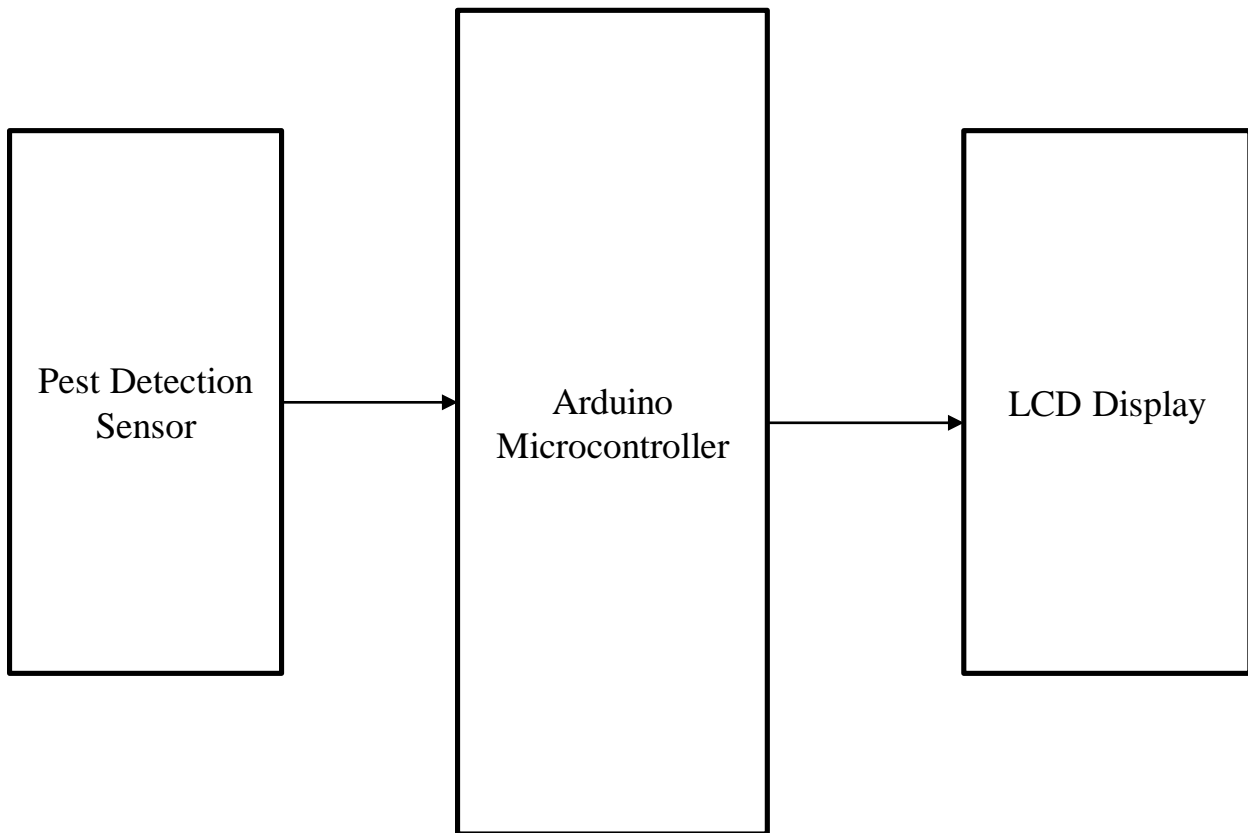 Pest Detection
Sensor
Arduino
Microcontroller
LCD Display